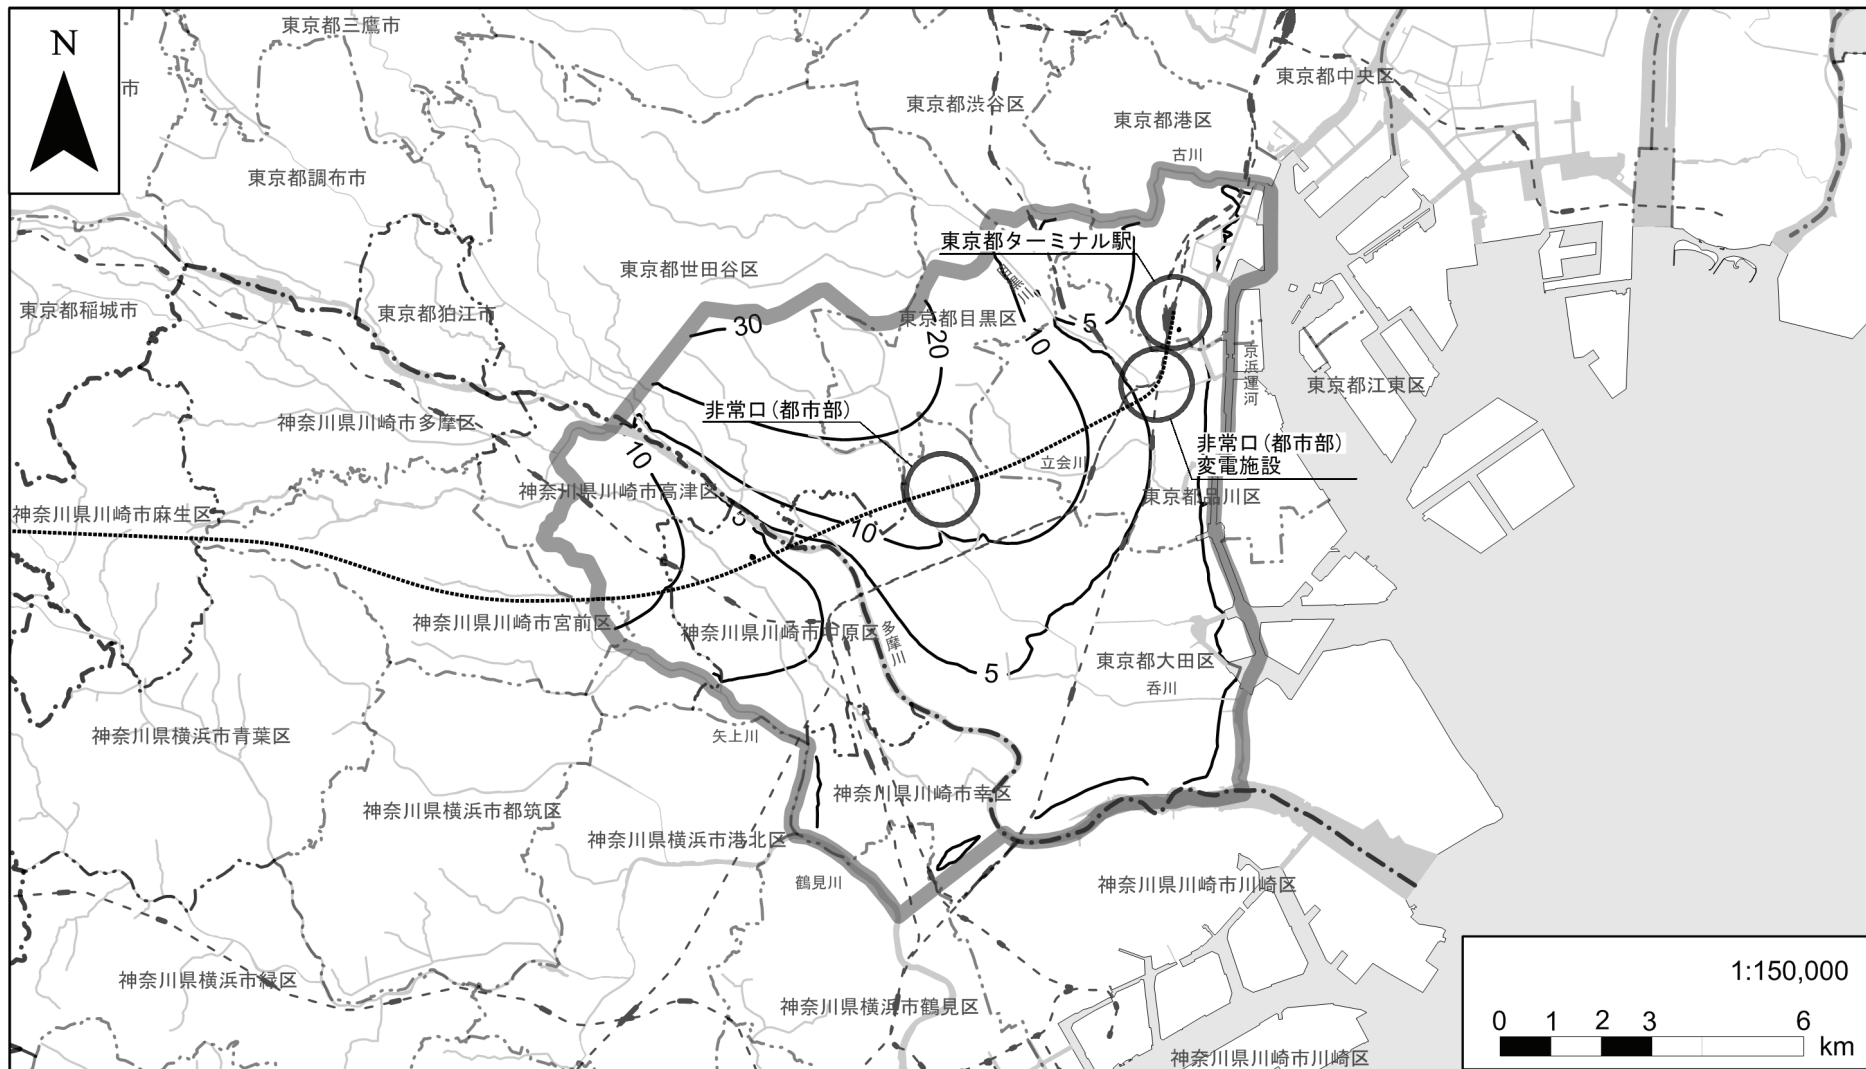 N
東京都三鷹市
市
東京都中央区
東京都渋谷区
東京都港区
古川
東京都調布市
東京都ターミナル駅
東京都世田谷区
目黒川
東京都稲城市
東京都狛江市
東京都目黒区
30
20
10
5
京浜運河
東京都江東区
非常口(都市部)
神奈川県川崎市多摩区
非常口(都市部)
変電施設
10
立会川
神奈川県川崎市高津区
東京都品川区
神奈川県川崎市麻生区
15
10
神奈川県川崎市宮前区
神奈川県川崎市中原区
多摩川
東京都大田区
5
呑川
神奈川県横浜市青葉区
矢上川
神奈川県川崎市幸区
神奈川県横浜市都筑区
神奈川県横浜市港北区
鶴見川
神奈川県川崎市川崎区
神奈川県横浜市緑区
神奈川県横浜市鶴見区
神奈川県川崎市川崎区
1:150,000
0 1 2 3 6
km